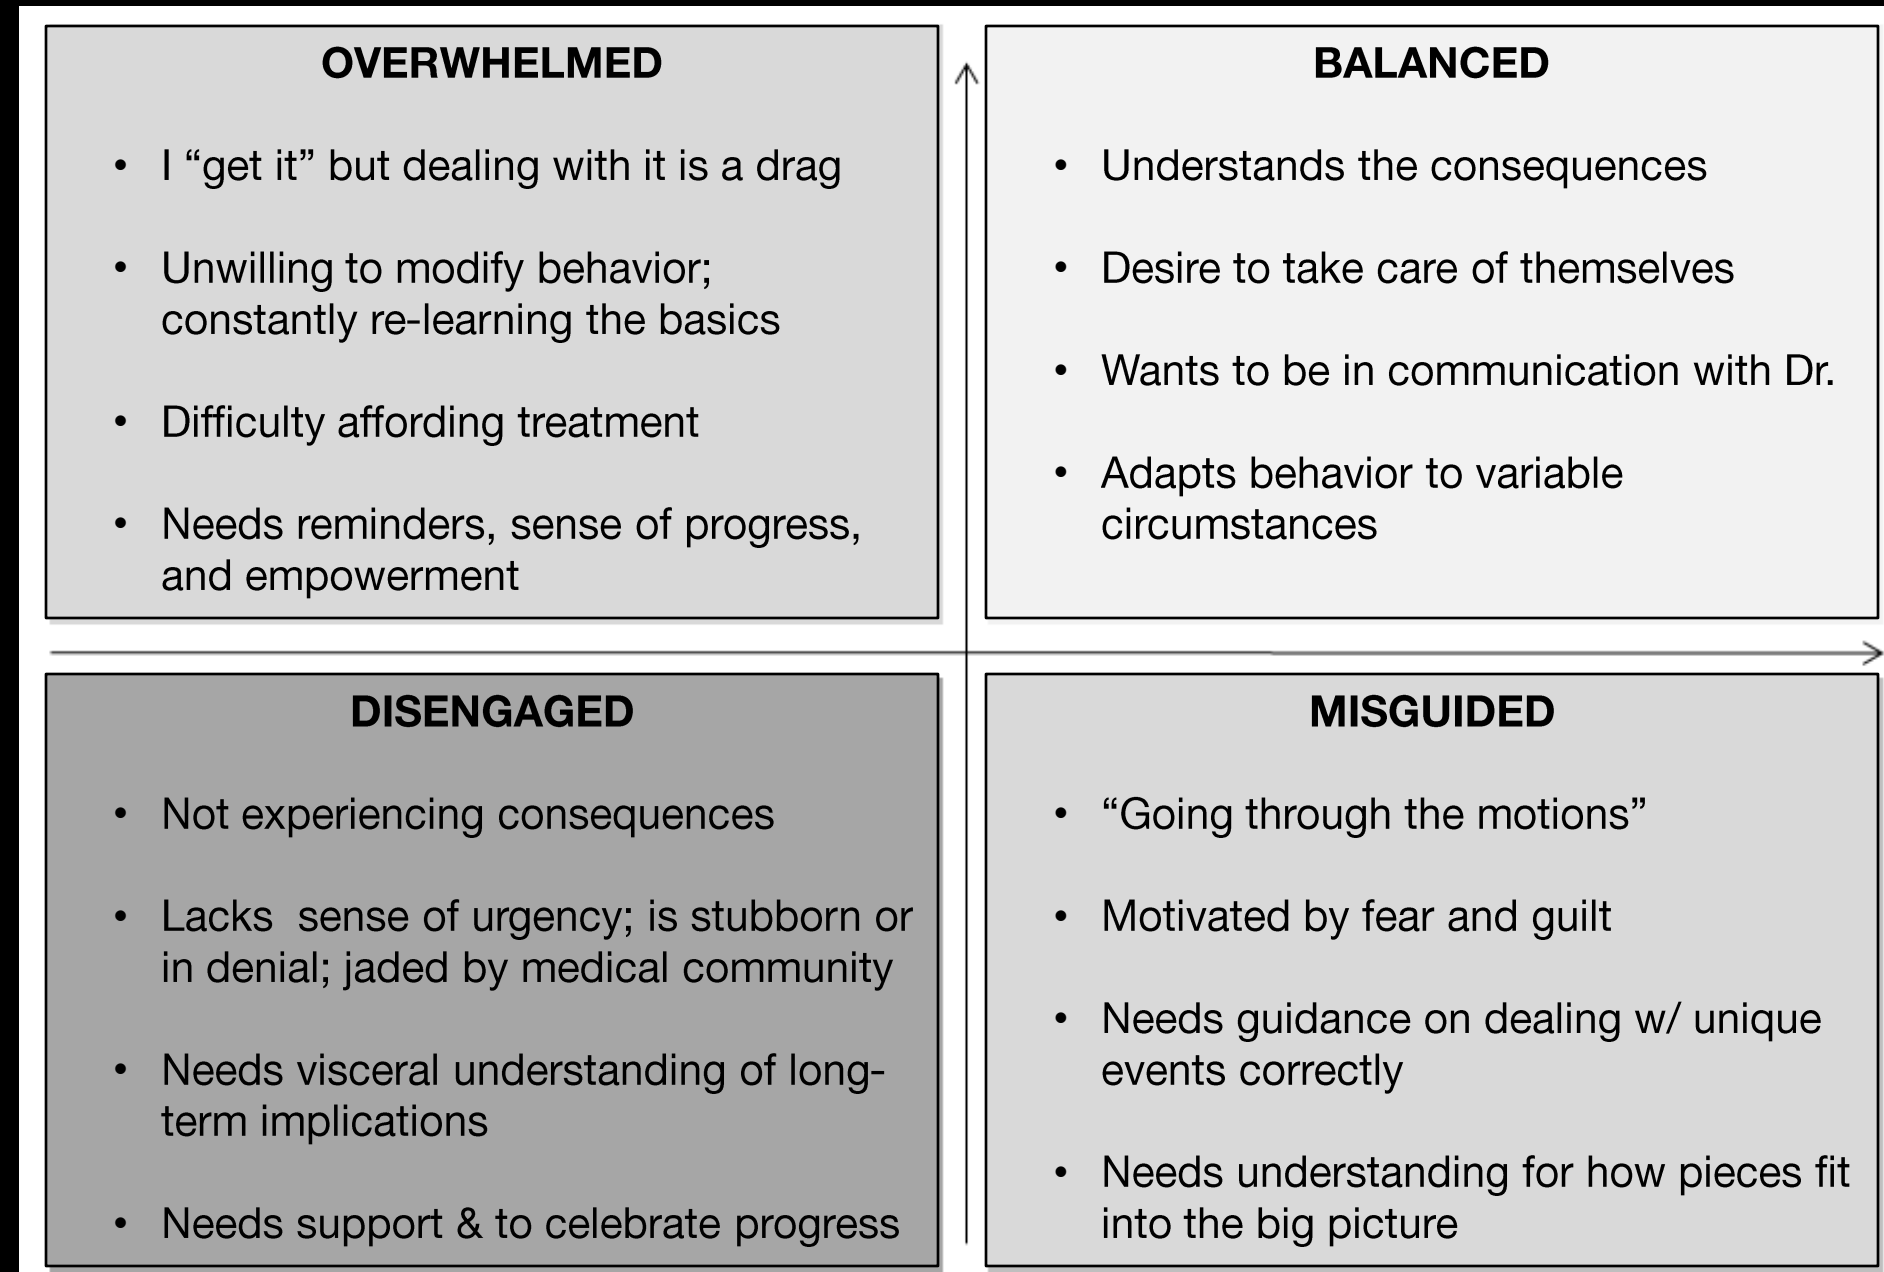 OVERWHELMED
• I “get it” but dealing with it is a drag
• Unwilling to modify behavior;
constantly re-learning the basics
• Difficulty affording treatment
• Needs reminders, sense of progress,
and empowerment
BALANCED
• Understands the consequences
• Desire to take care of themselves
• Wants to be in communication with Dr.
• Adapts behavior to variable
circumstances
DISENGAGED
• Not experiencing consequences
• Lacks  sense of urgency; is stubborn or
in denial; jaded by medical community
• Needs visceral understanding of long-
term implications
• Needs support & to celebrate progress
MISGUIDED
• “Going through the motions”
• Motivated by fear and guilt
• Needs guidance on dealing w/ unique
events correctly
• Needs understanding for how pieces fit
into the big picture